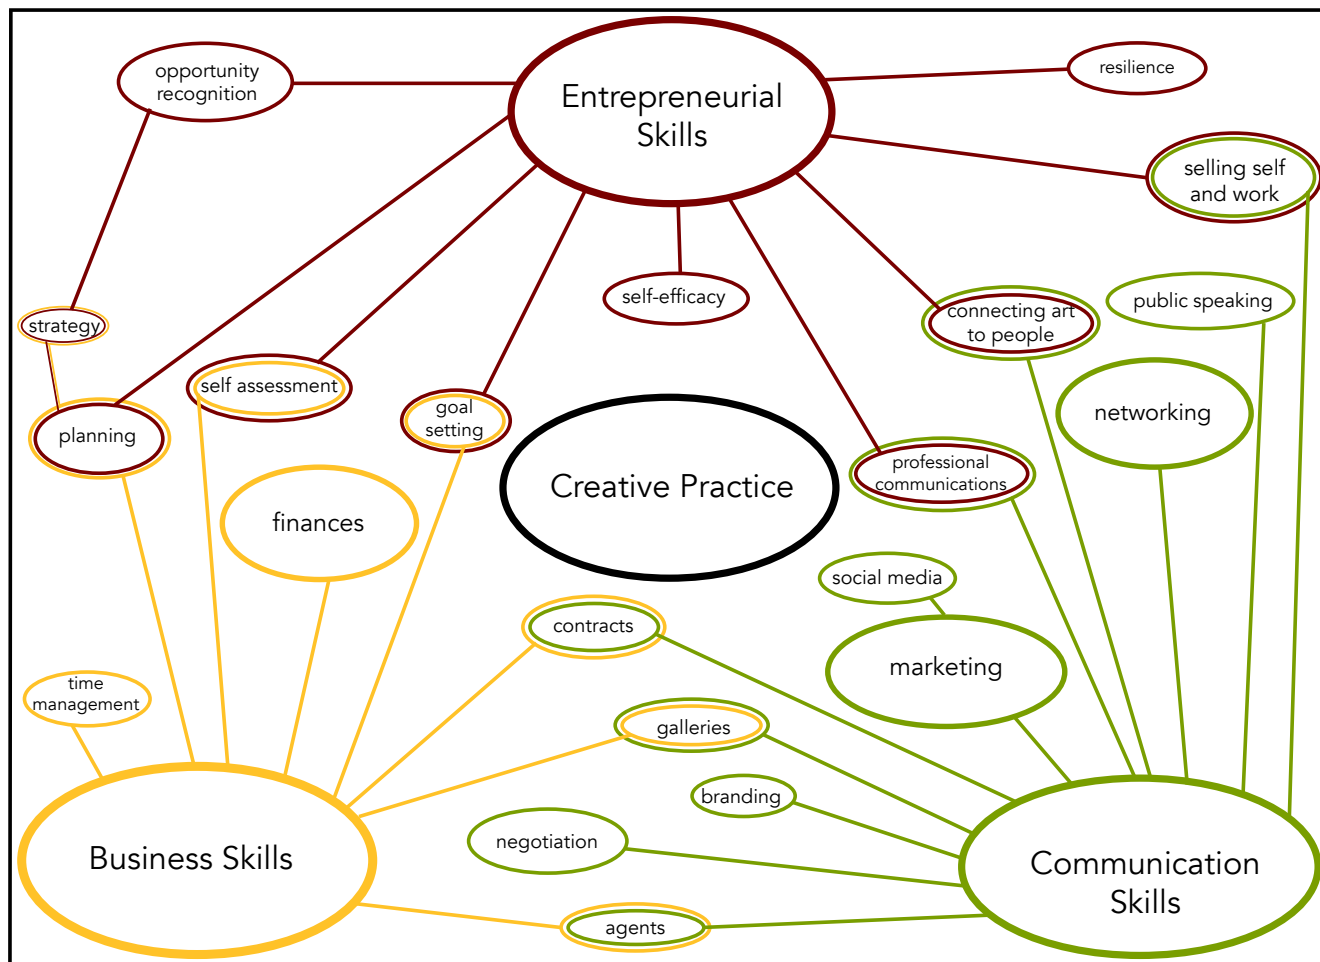 opportunity
recognition
Entrepreneurial
Skills
resilience
selling self
and work
self-efficacy
public speaking
strategy
connecting art
to people
self assessment
networking
goal
setting
planning
professional
communications
Creative Practice
finances
social media
contracts
marketing
time
management
galleries
branding
negotiation
Business Skills
Communication
Skills
agents